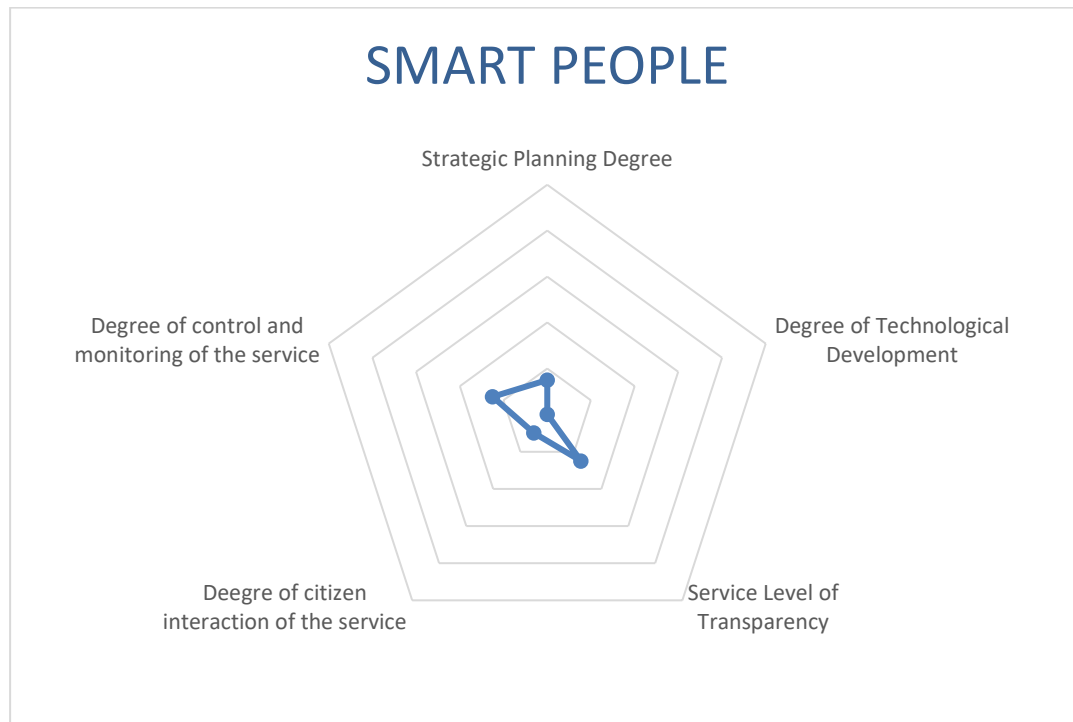 SMART PEOPLE
Strategic Planning Degree
Degree of Technological
Development
Service Level of
Transparency
Deegre of citizen
interaction of the service
Degree of control and
monitoring of the service